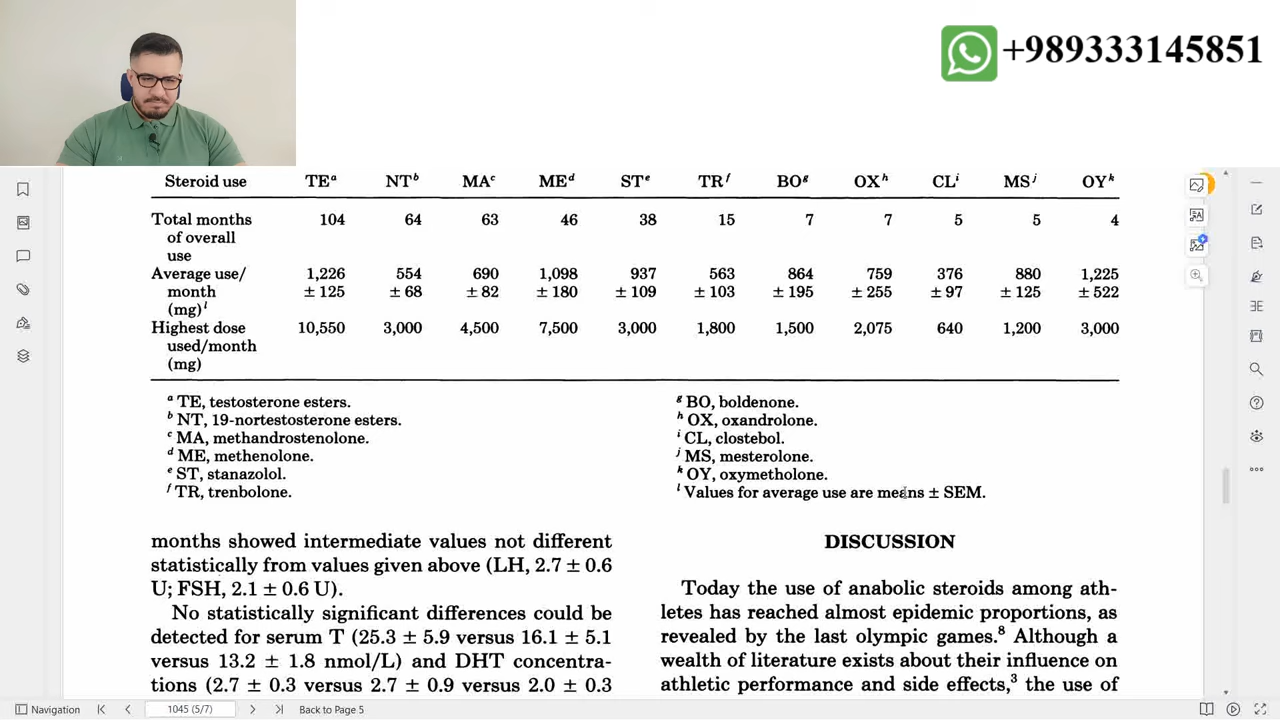 +989333145851
Steroid use TEᵃ NTᵇ MAᶜ MEᵈ STᵉ TRᶠ BOᵍ OXʰ CLⁱ MSʲ OYᵏ
Total months 104 64 63 46 38 15 7 7 5 5 4
of overall
use
Average use/ 1,226 554 690 1,098 937 563 864 759 376 880 1,225
month ± 125 ± 68 ± 82 ± 180 ± 109 ± 103 ± 195 ± 255 ± 97 ± 125 ± 522
(mg)ˡ
Highest dose 10,550 3,000 4,500 7,500 3,000 1,800 1,500 2,075 640 1,200 3,000
used/month
(mg)
ᵃ TE, testosterone esters.
ᵇ NT, 19-nortestosterone esters.
ᶜ MA, methandrostenolone.
ᵈ ME, methenolone.
ᵉ ST, stanazolol.
ᶠ TR, trenbolone.
ᵍ BO, boldenone.
ʰ OX, oxandrolone.
ⁱ CL, clostebol.
ʲ MS, mesterolone.
ᵏ OY, oxymetholone.
ˡ Values for average use are means ± SEM.
months showed intermediate values not different
statistically from values given above (LH, 2.7 ± 0.6
U; FSH, 2.1 ± 0.6 U).
No statistically significant differences could be
detected for serum T (25.3 ± 5.9 versus 16.1 ± 5.1
versus 13.2 ± 1.8 nmol/L) and DHT concentra-
tions (2.7 ± 0.3 versus 2.7 ± 0.9 versus 2.0 ± 0.3
DISCUSSION
Today the use of anabolic steroids among ath-
letes has reached almost epidemic proportions, as
revealed by the last olympic games.⁸ Although a
wealth of literature exists about their influence on
athletic performance and side effects,³ the use of
Navigation 1045 (5/7) Back to Page 5